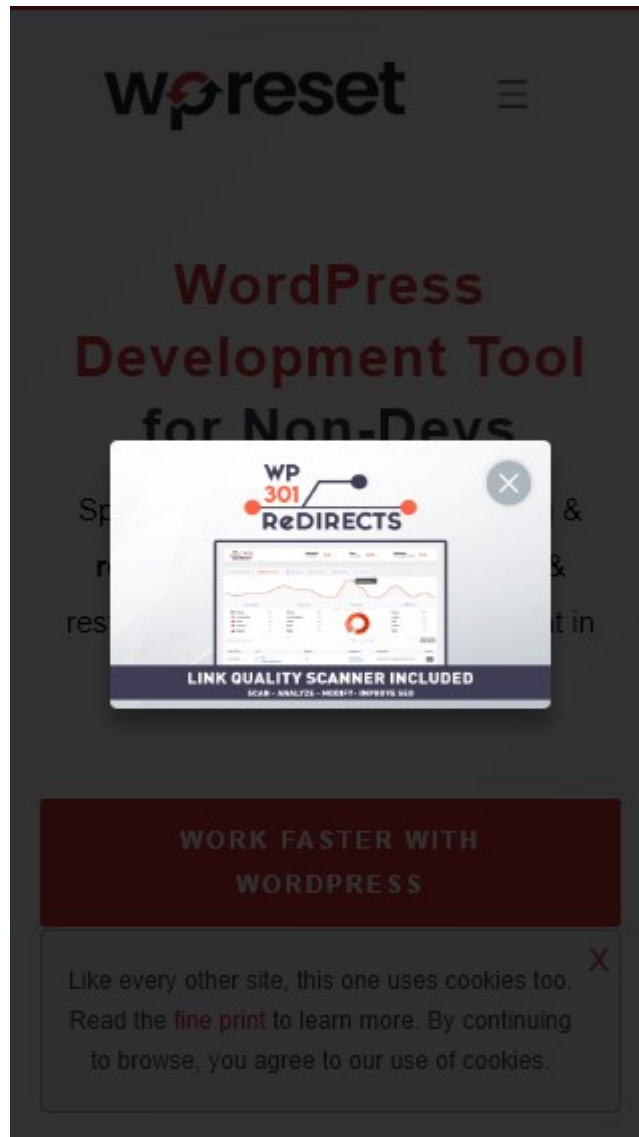 wpreset
WordPress
Development Tool
for Non-Devs
WP
301
ReDIRECTS
&
&
res
t in
LINK QUALITY SCANNER INCLUDED
SCAN - ANALYZE - MODIFY - IMPROVE SEO
WORK FASTER WITH
WORDPRESS
X
Like every other site, this one uses cookies too.
Read the fine print to learn more. By continuing
to browse, you agree to our use of cookies.